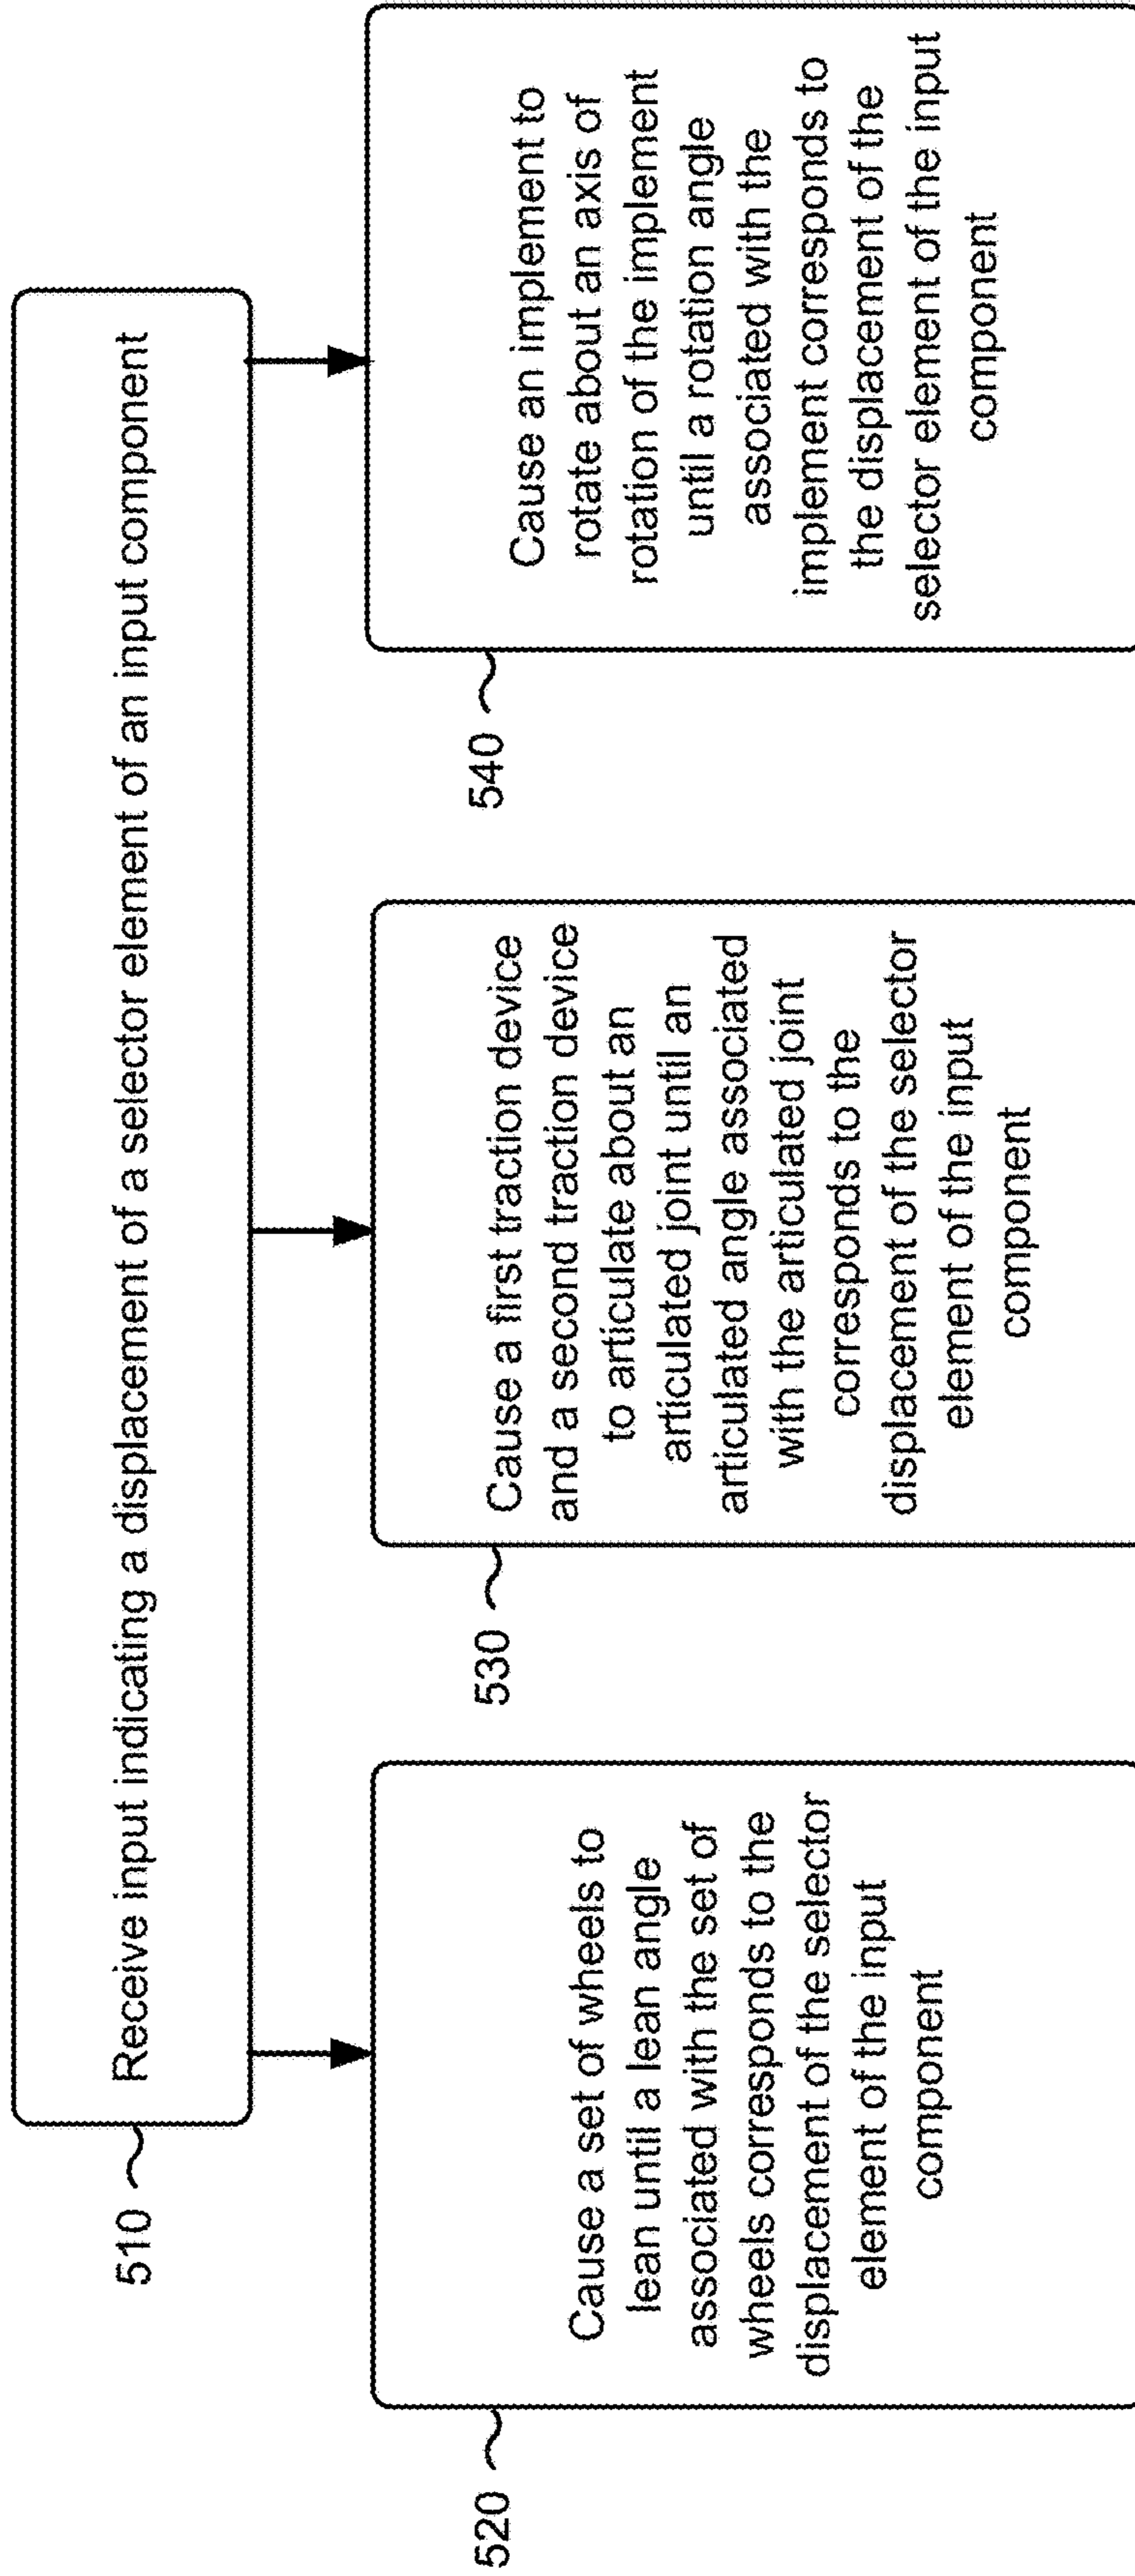 510
Receive input indicating a displacement of a selector element of an input component
520
Cause a set of wheels to
lean until a lean angle
associated with the set of
wheels corresponds to the
displacement of the selector
element of the input
component
530
Cause a first traction device
and a second traction device
to articulate about an
articulated joint until an
articulated angle associated
with the articulated joint
corresponds to the
displacement of the selector
element of the input
component
540
Cause an implement to
rotate about an axis of
rotation of the implement
until a rotation angle
associated with the
implement corresponds to
the displacement of the
selector element of the input
component